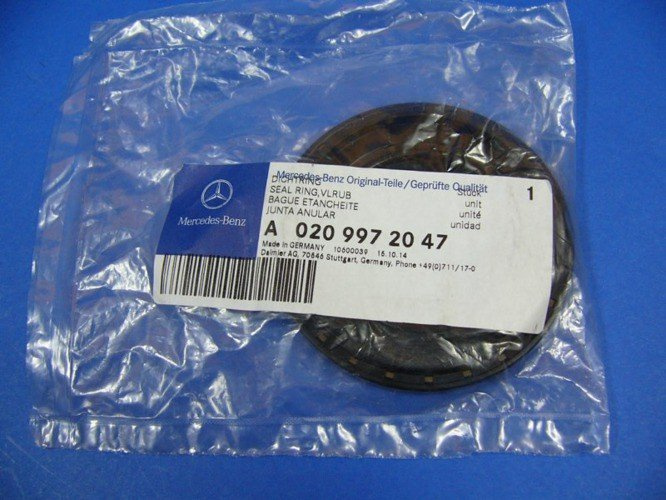 Mercedes-Benz Original-Teile/Geprüfte Qualität
DICHTRING Stück 1
SEAL RING,VLRUB unit
BAGUE ETANCHEITE unité
JUNTA ANULAR unidad
A 020 997 20 47
Made in GERMANY 10600039 16.10.14
Daimler AG, 70546 Stuttgart, Germany, Phone +49(0)711/17-0
Mercedes-Benz